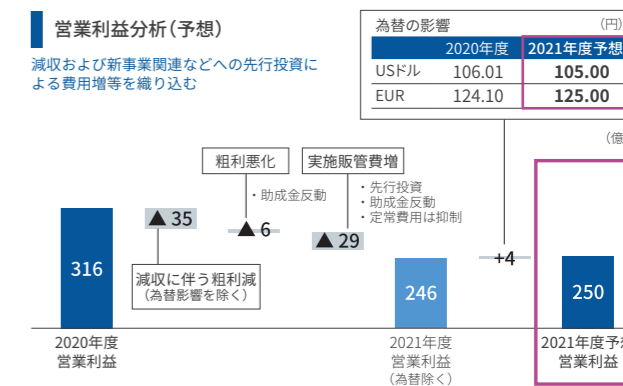 営業利益分析（予想）
減収および新事業関連などへの先行投資に
よる費用増等を織り込む
為替の影響 （円）
2020年度 2021年度予想
USドル 106.01 105.00
EUR 124.10 125.00
（億
粗利悪化
・助成金反動
実施販管費増
・先行投資
・助成金反動
・定常費用は抑制
▲35
▲6
▲29
+4
316
減収に伴う粗利減
（為替影響を除く）
246
250
2020年度
営業利益
2021年度
営業利益
（為替除く）
2021年度予想
営業利益